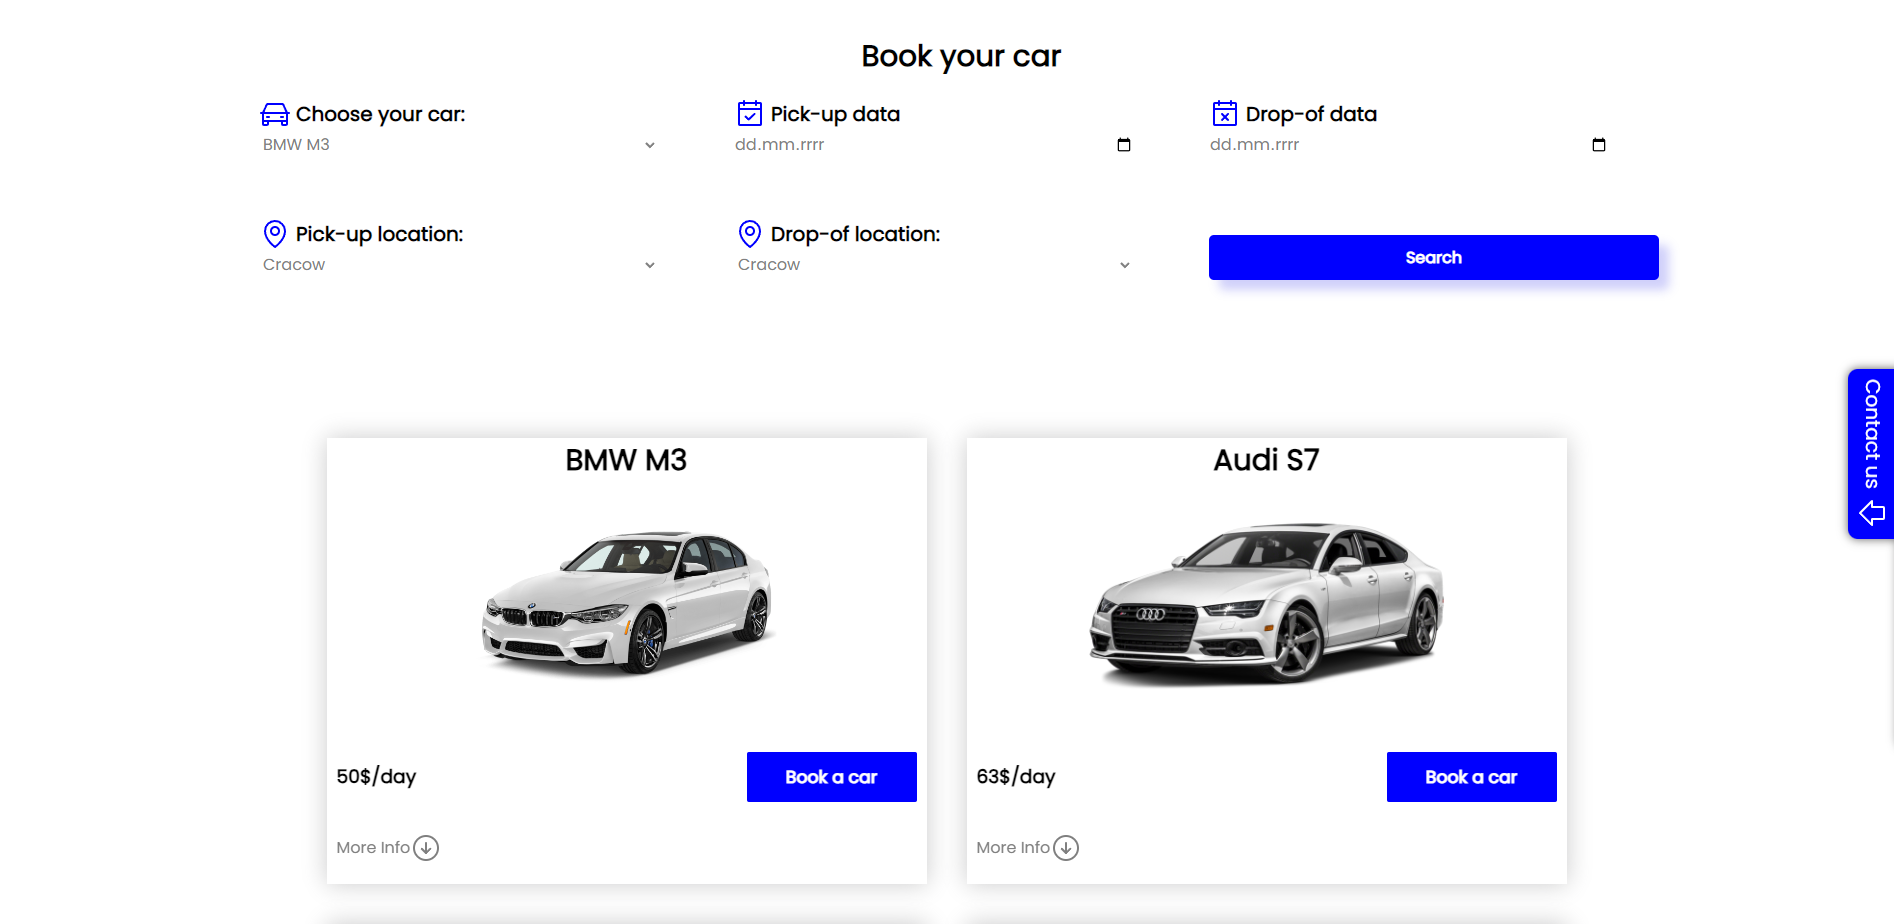 Book your car
Choose your car:
BMW M3
Pick-up data
dd.mm.rrrr
Drop-of data
dd.mm.rrrr
Pick-up location:
Cracow
Drop-of location:
Cracow
Search
Contact us
BMW M3
50$/day
Book a car
More Info
Audi S7
63$/day
Book a car
More Info